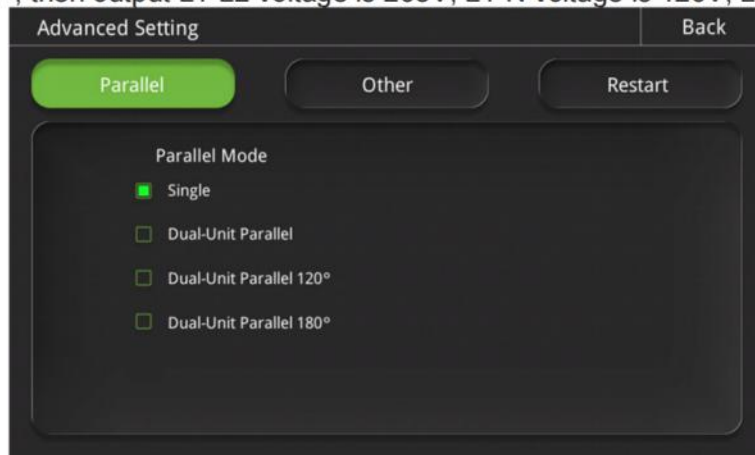 Advanced Setting Back
Parallel Other Restart
Parallel Mode
Single
Dual-Unit Parallel
Dual-Unit Parallel 120°
Dual-Unit Parallel 180°